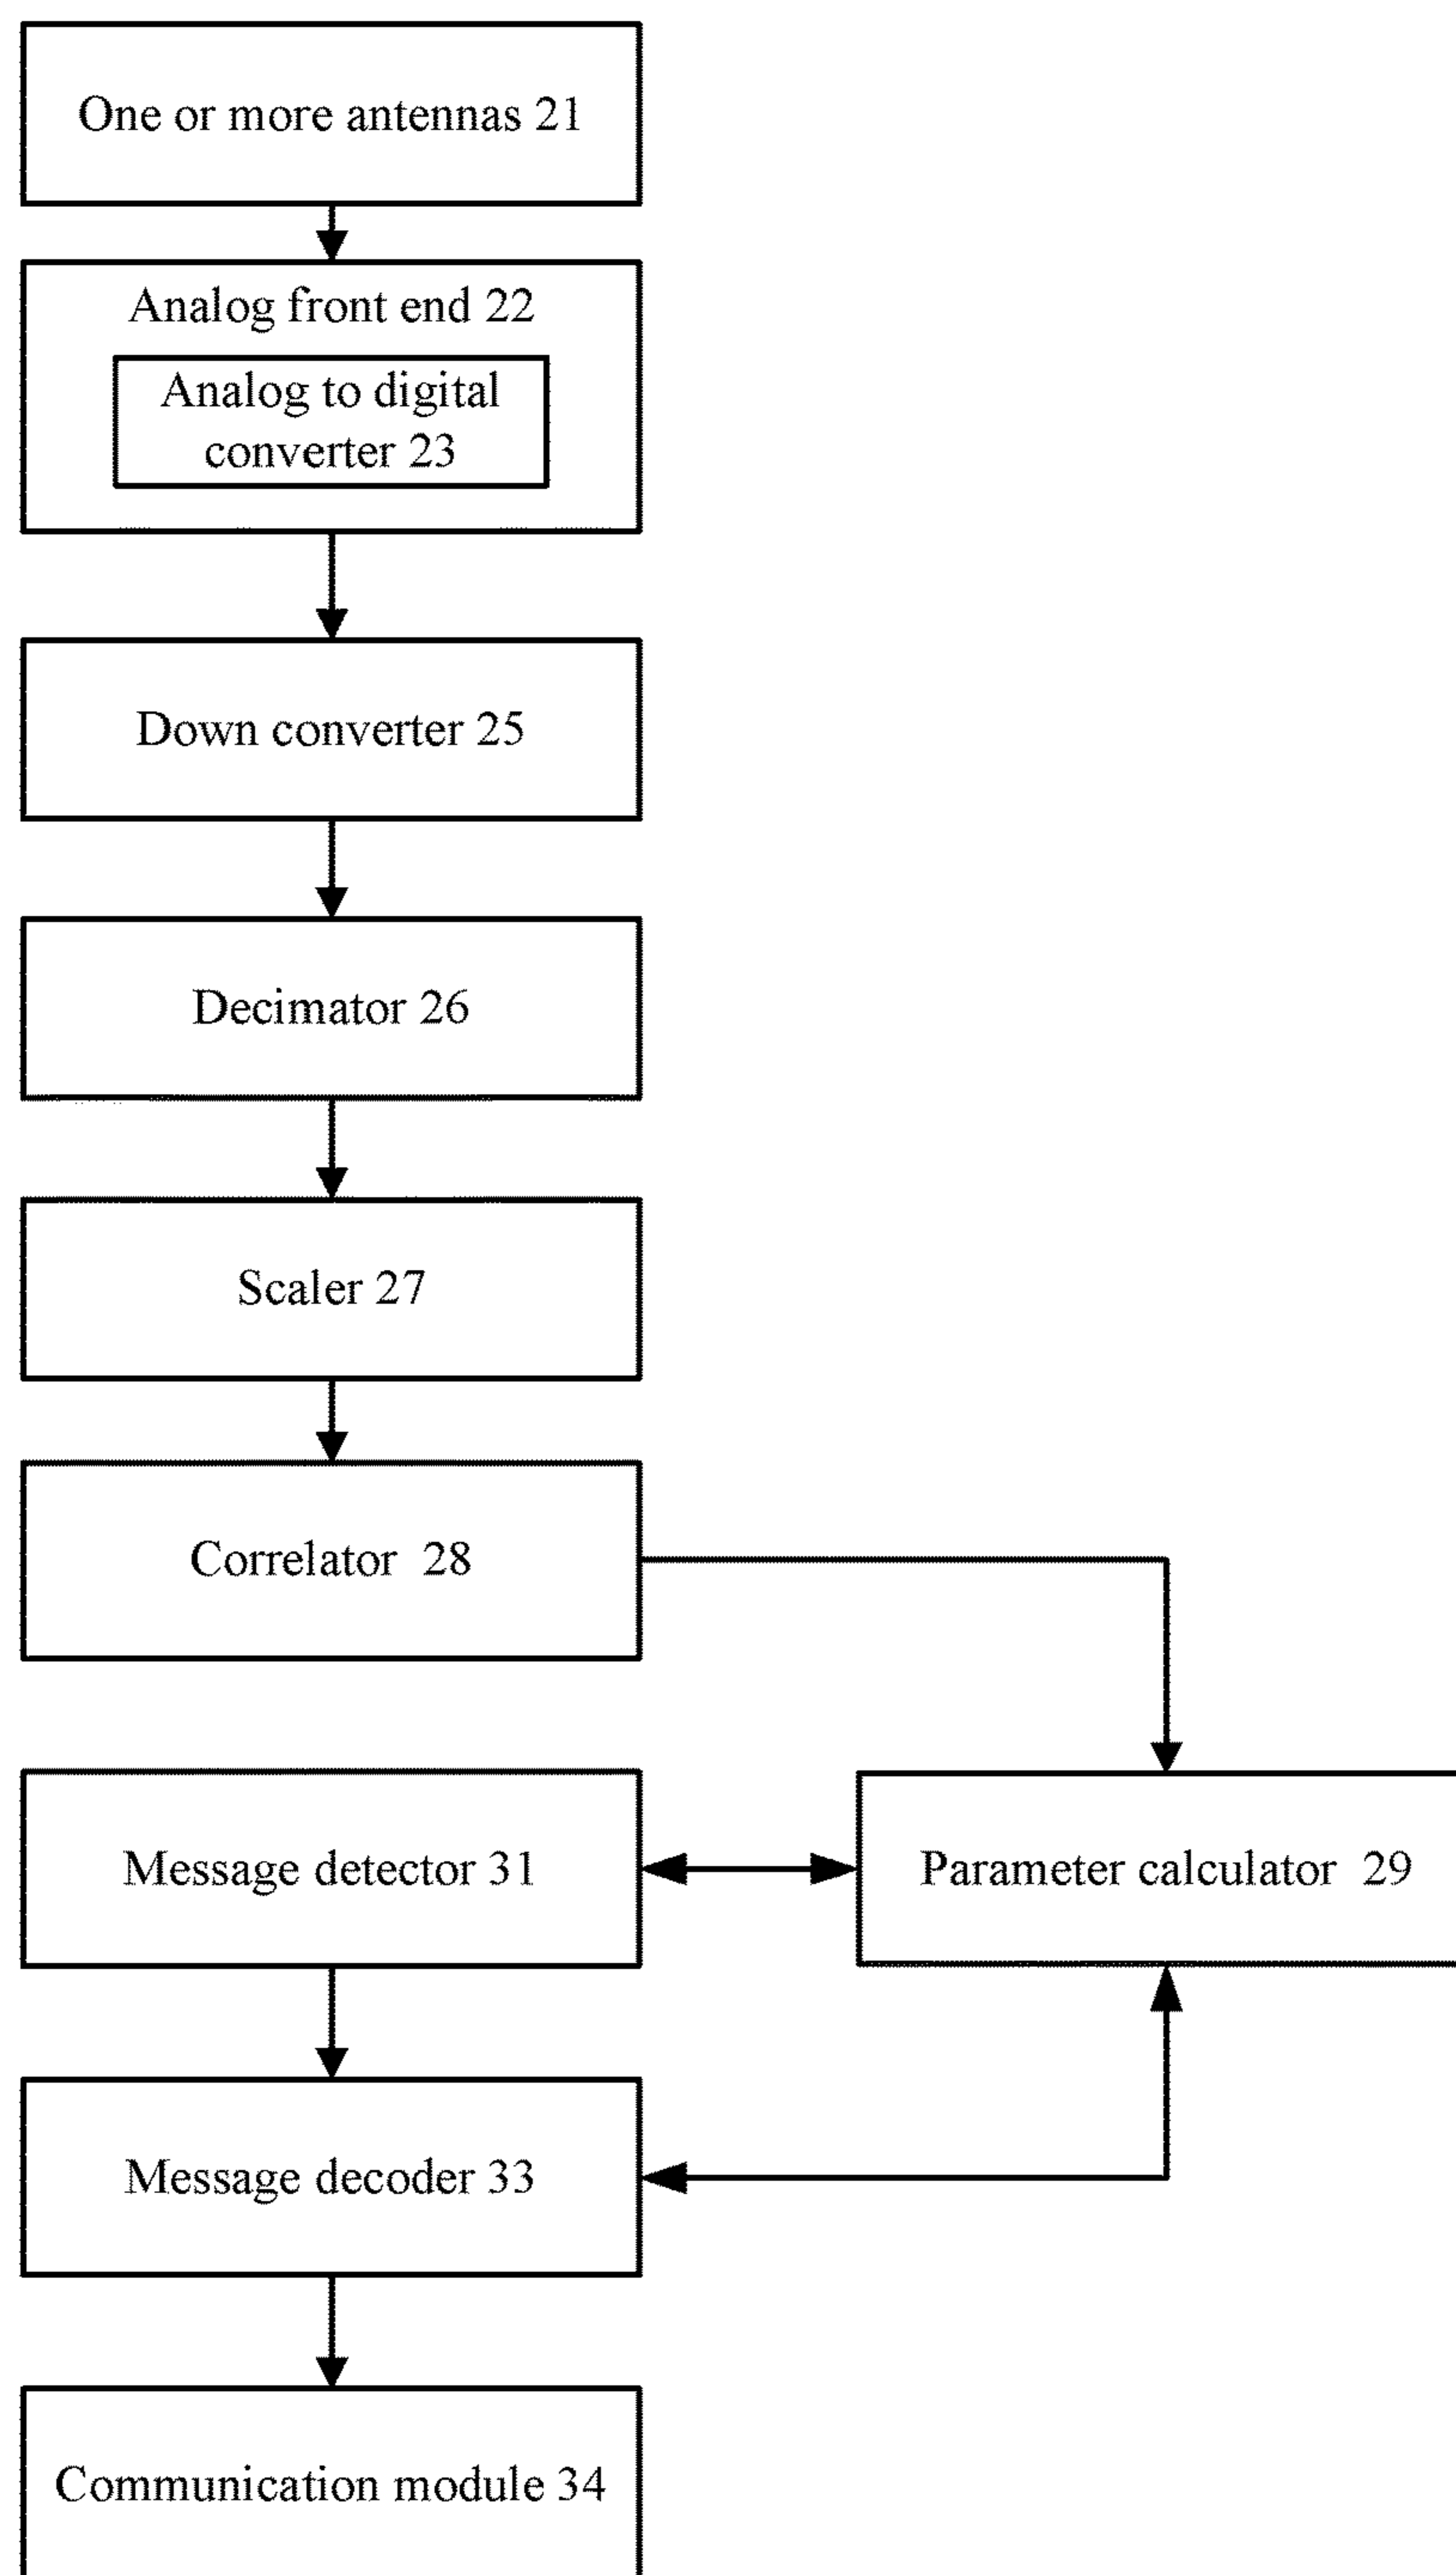 One or more antennas 21
Analog front end 22
Analog to digital
converter 23
Down converter 25
Decimator 26
Scaler 27
Correlator 28
Message detector 31
Parameter calculator 29
Message decoder 33
Communication module 34